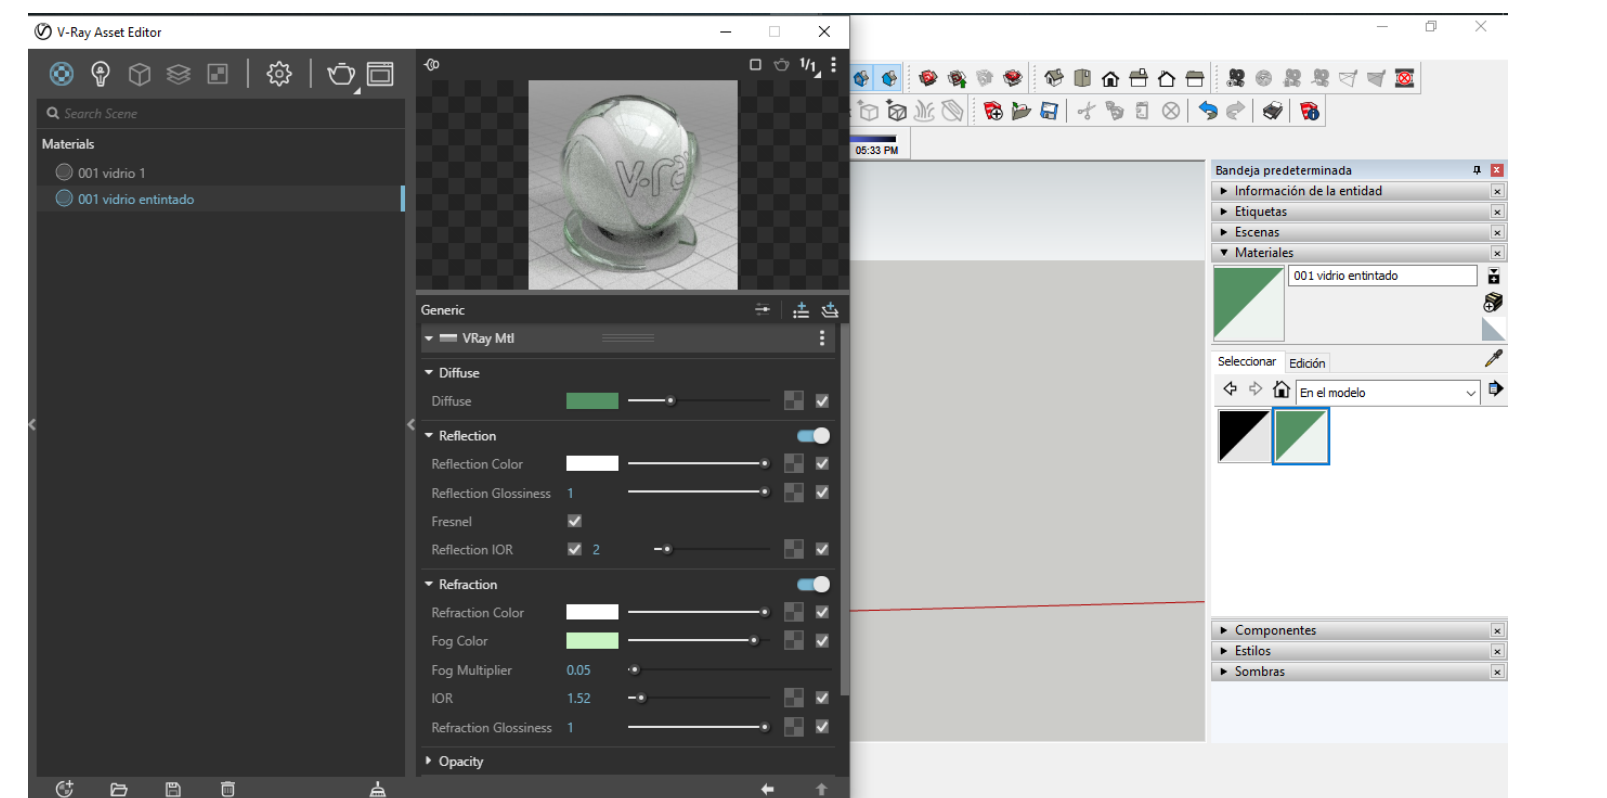 V-Ray Asset Editor
1/1
Search Scene
Materials
001 vidrio 1
001 vidrio entintado
V-ra
Generic
VRay Mtl
Diffuse
Diffuse
Reflection
Reflection Color
Reflection Glossiness 1
Fresnel
Reflection IOR 2
Refraction
Refraction Color
Fog Color
Fog Multiplier 0.05
IOR 1.52
Refraction Glossiness 1
Opacity
05:33 PM
Bandeja predeterminada
Información de la entidad
Etiquetas
Escenas
Materiales
001 vidrio entintado
Seleccionar Edición
En el modelo
Componentes
Estilos
Sombras